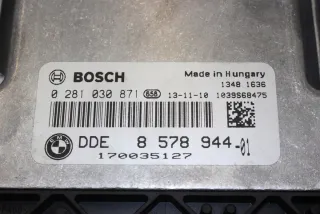 BOSCH
Made in Hungary
1348 1636
0 281 030 871 658 13-11-10 1039S68475
DDE 8 578 944-01
170035127